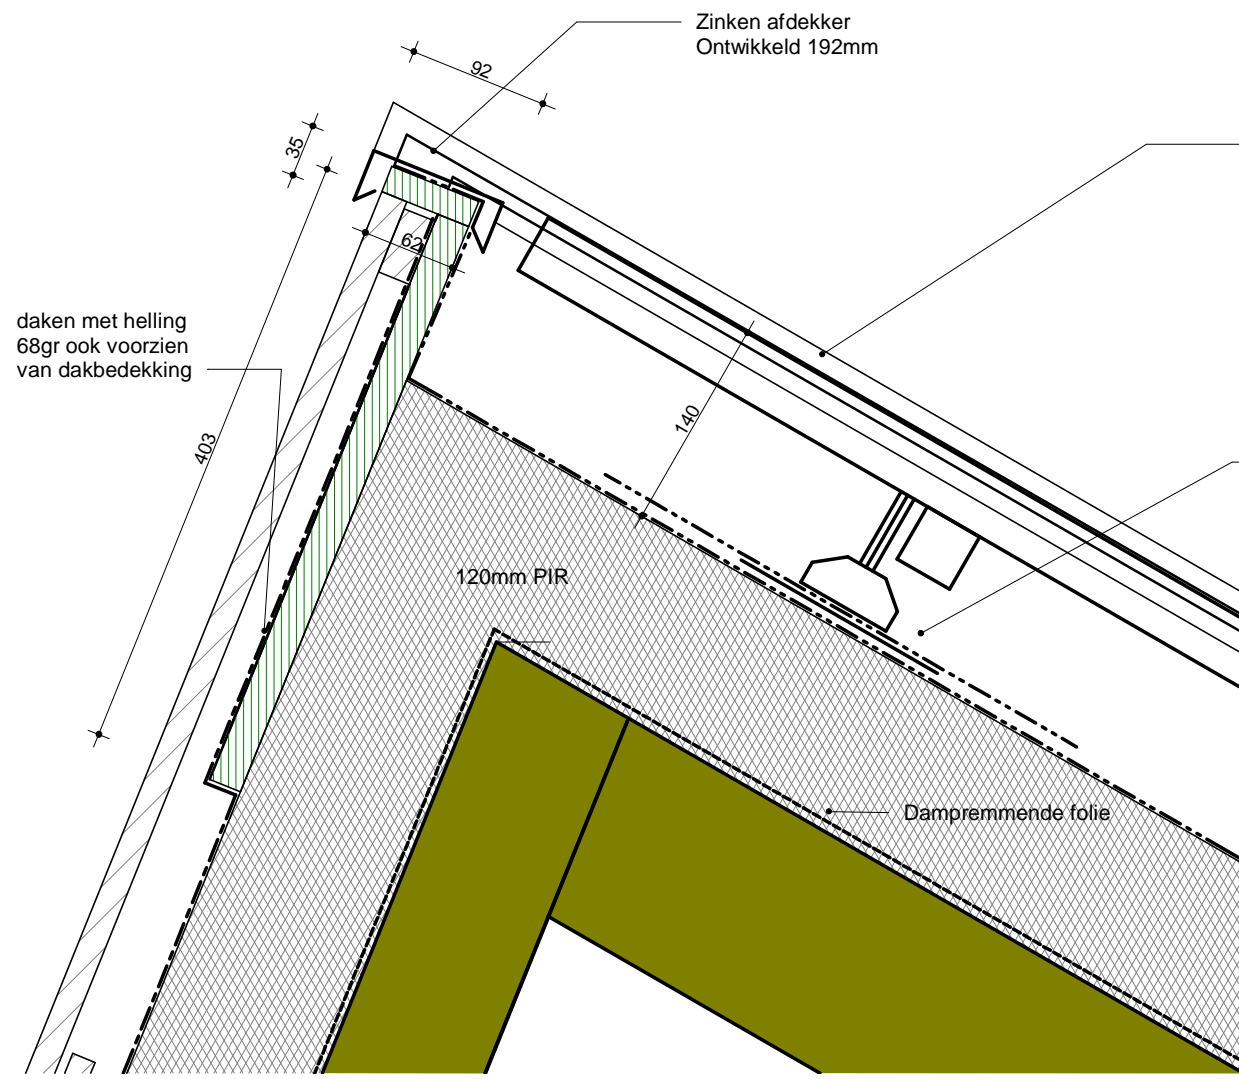 Zinken afdekker
Ontwikkeld 192mm
92
35
62
daken met helling
68gr ook voorzien
van dakbedekking
403
140
120mm PIR
Dampremmende folie